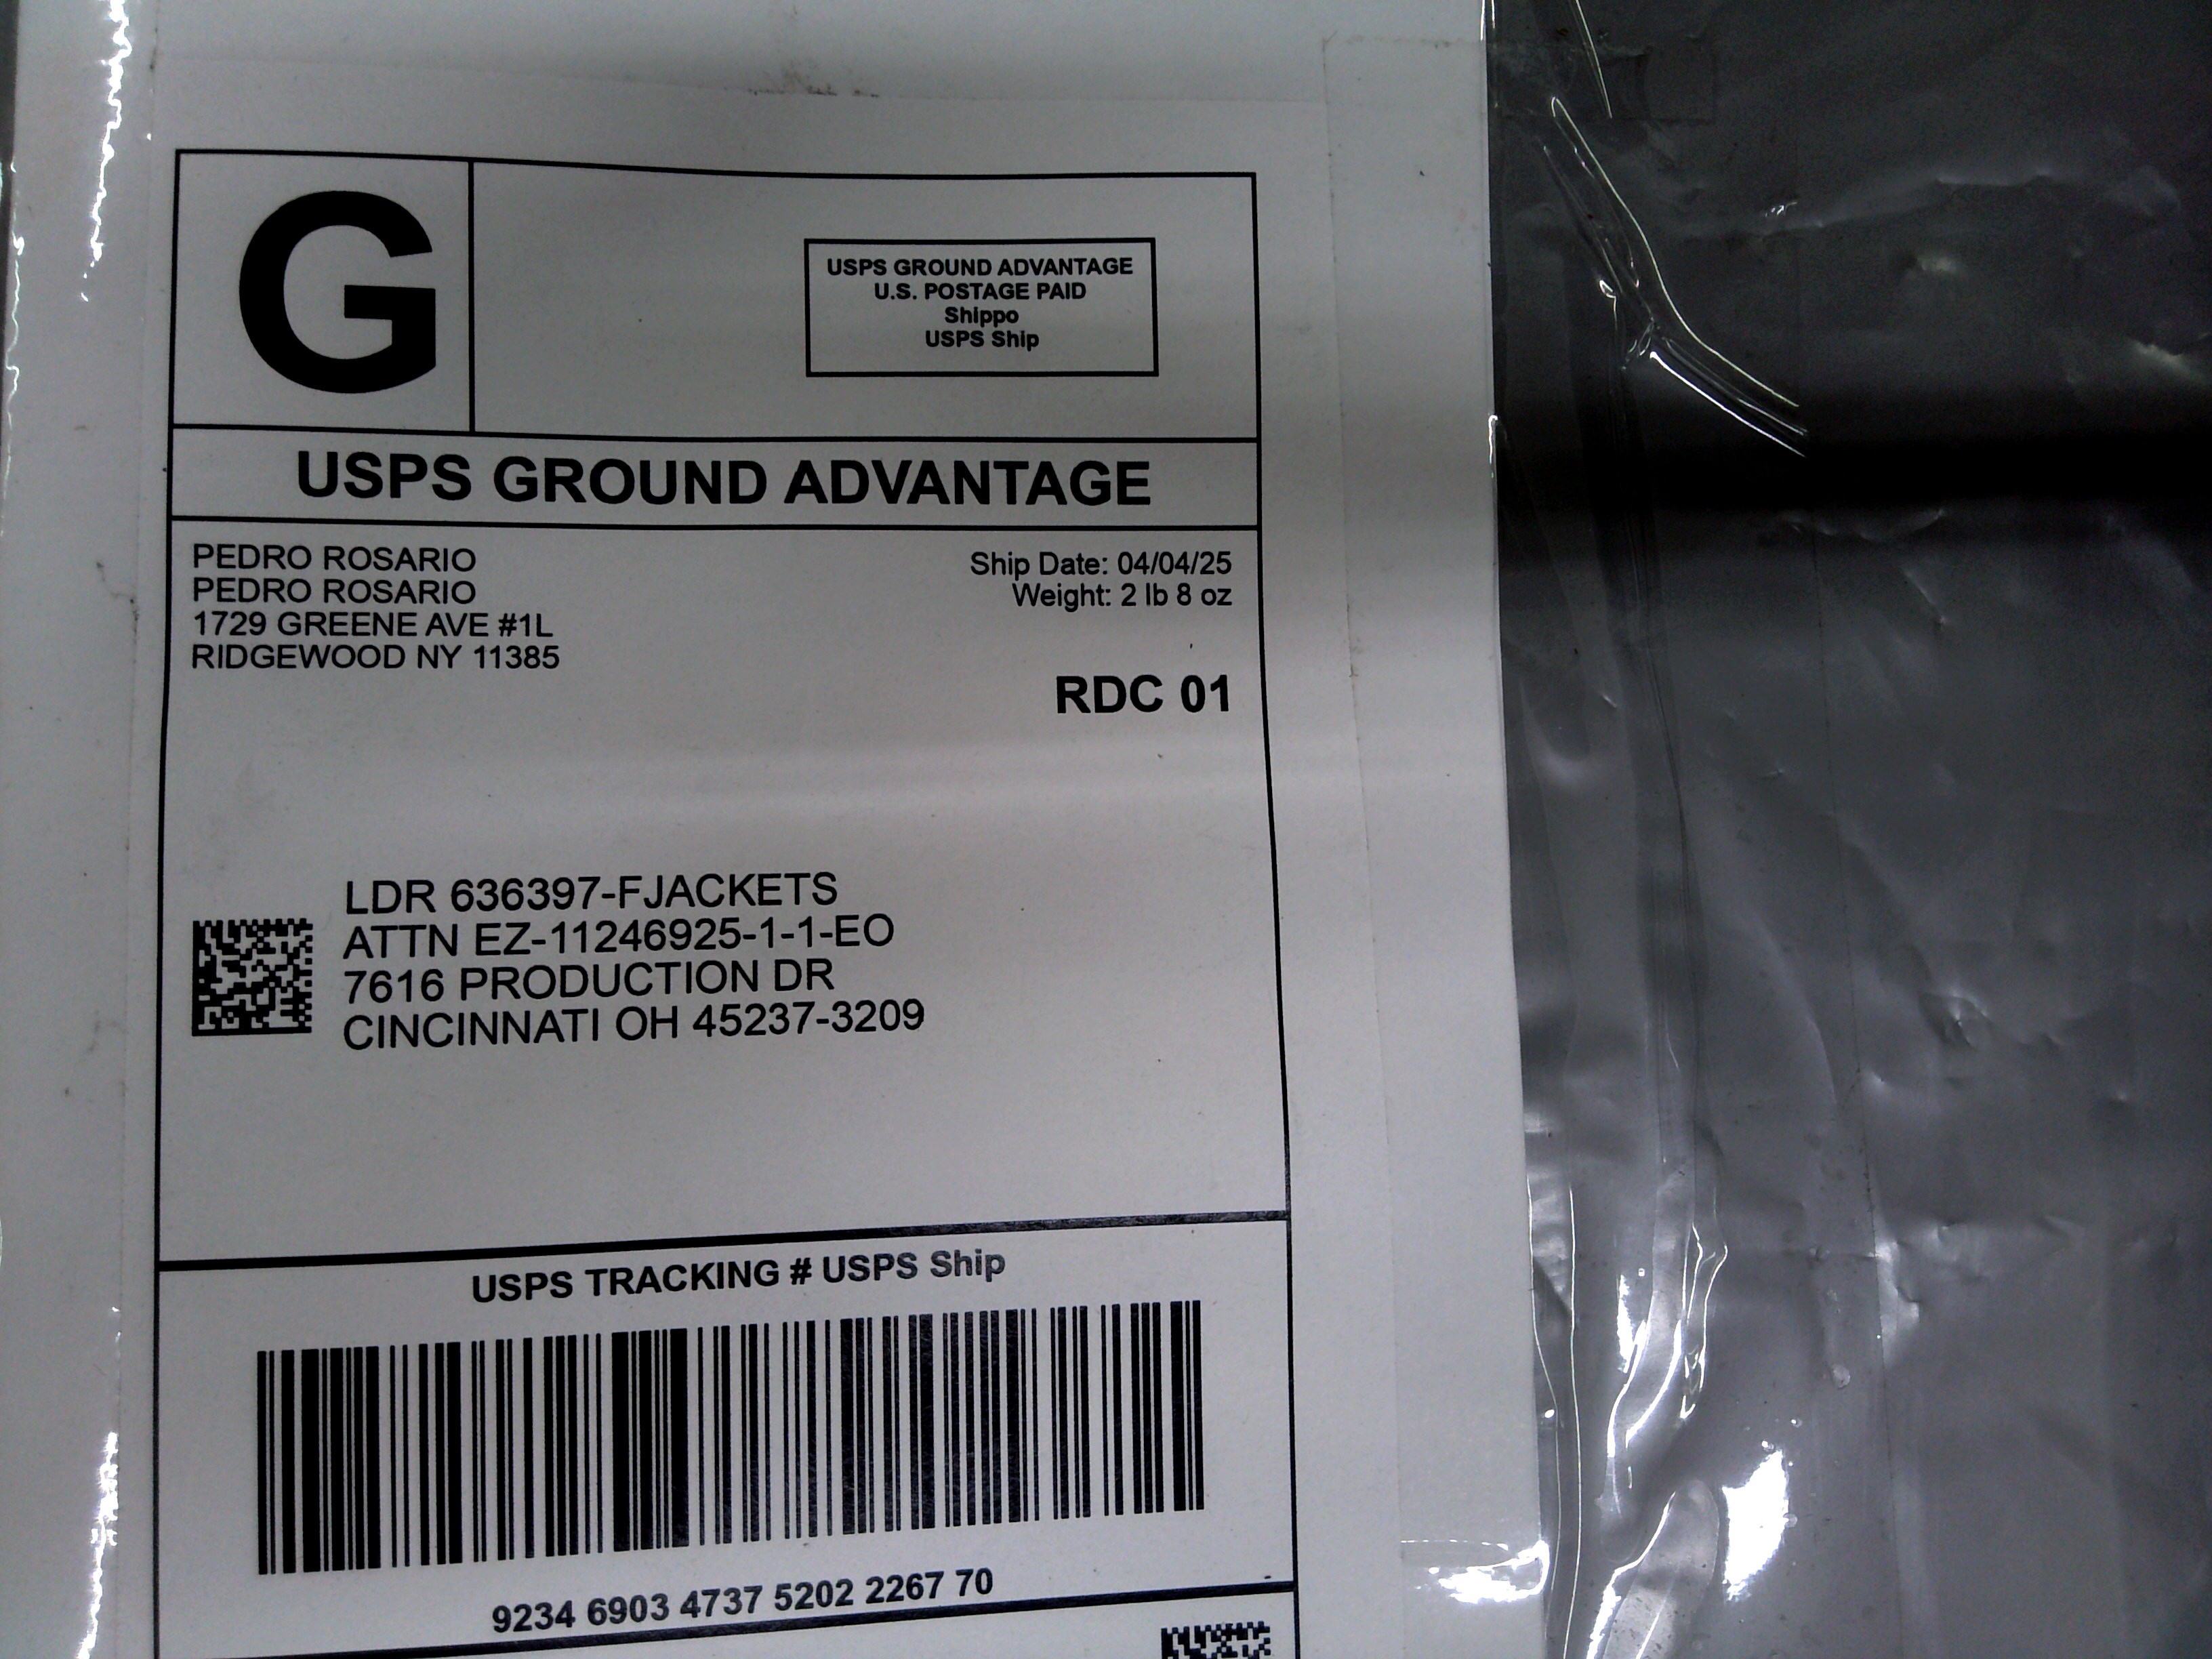 G
USPS GROUND ADVANTAGE
U.S. POSTAGE PAID
Shippo
USPS Ship
USPS GROUND ADVANTAGE
PEDRO ROSARIO
PEDRO ROSARIO
1729 GREENE AVE #1L
RIDGEWOOD NY 11385
Ship Date: 04/04/25
Weight: 2 lb 8 oz
RDC 01
LDR 636397-FJACKETS
ATTN EZ-11246925-1-1-EO
7616 PRODUCTION DR
CINCINNATI OH 45237-3209
USPS TRACKING # USPS Ship
9234 6903 4737 5202 2267 70